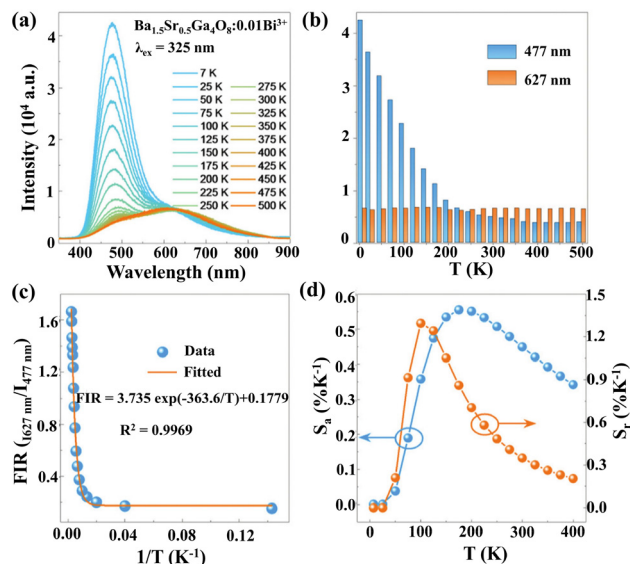 (a)
Ba1.5Sr0.5Ga4O8:0.01Bi3+
λex = 325 nm
7 K
25 K 275 K
50 K 300 K
75 K 325 K
100 K 350 K
125 K 375 K
150 K 400 K
175 K 425 K
200 K 450 K
225 K 475 K
250 K 500 K
Intensity (10^4 a.u.)
4
3
2
1
0
400 500 600 700 800 900
Wavelength (nm)
(b)
477 nm
627 nm
4
3
2
1
0
0 100 200 300 400 500
T (K)
(c)
FIR (I627 nm/I477 nm)
1.6
1.2
0.8
0.4
Data
Fitted
FIR = 3.735 exp(-363.6/T)+0.1779
R2 = 0.9969
0.00 0.04 0.08 0.12
1/T (K-1)
(d)
Sa (%K-1)
0.6
0.5
0.4
0.3
0.2
0.1
0.0
1.5
1.2
0.9
0.6
0.3
0.0
Sr (%K-1)
0 100 200 300 400
T (K)